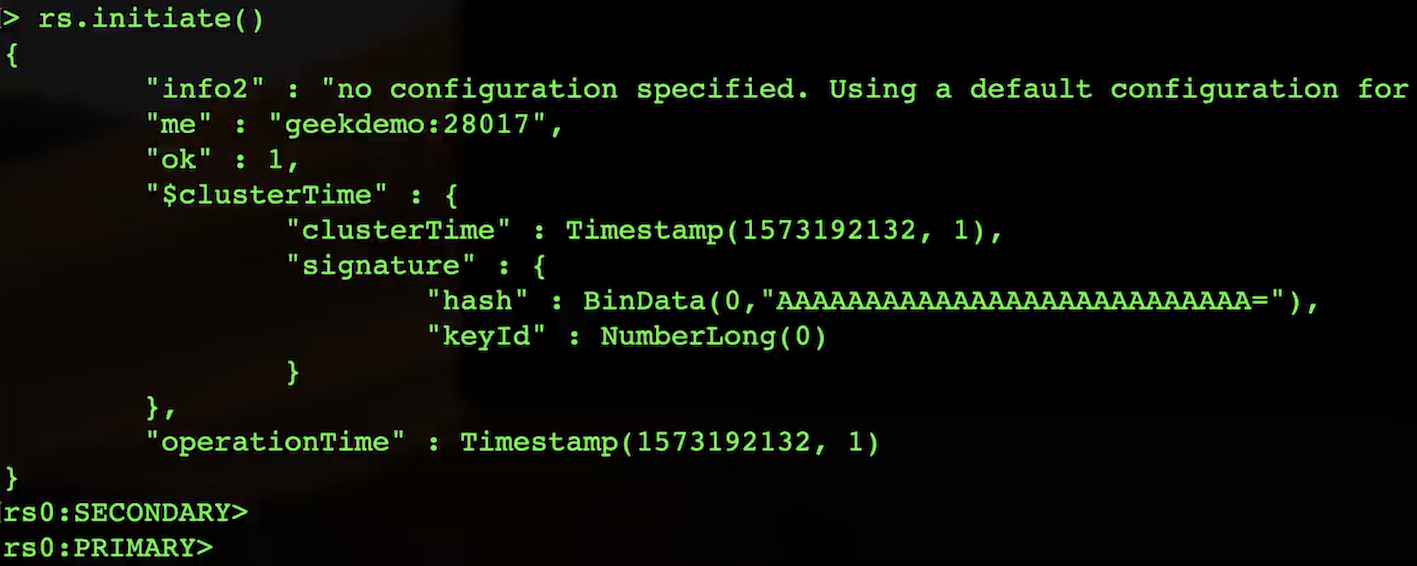 > rs.initiate()
{
"info2" : "no configuration specified. Using a default configuration for
"me" : "geekdemo:28017",
"ok" : 1,
"$clusterTime" : {
"clusterTime" : Timestamp(1573192132, 1),
"signature" : {
"hash" : BinData(0,"AAAAAAAAAAAAAAAAAAAAAAAAAAA="),
"keyId" : NumberLong(0)
}
},
"operationTime" : Timestamp(1573192132, 1)
}
rs0:SECONDARY>
rs0:PRIMARY>